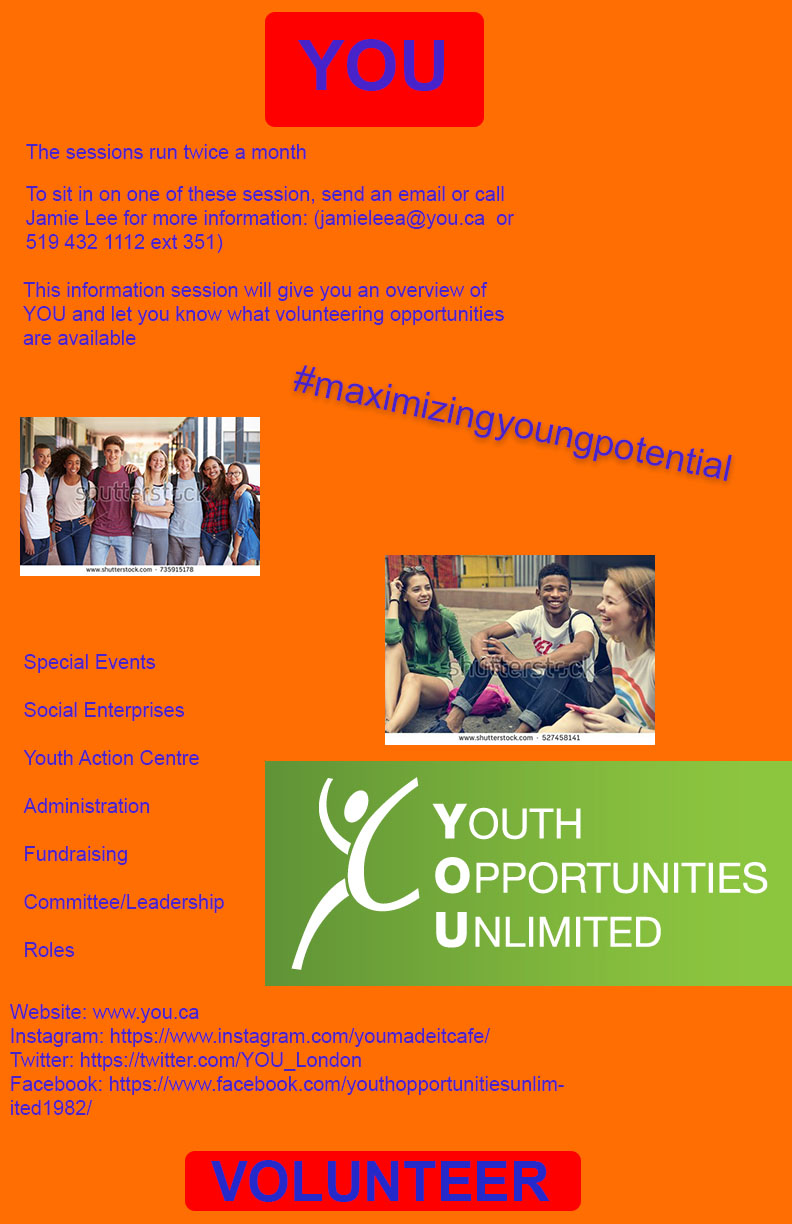 YOU
The sessions run twice a month
To sit in on one of these session, send an email or call
Jamie Lee for more information: (jamieleea@you.ca or
519 432 1112 ext 351)
This information session will give you an overview of
YOU and let you know what volunteering opportunities
are available
#maximizingyoungpotential
shutterstock
www.shutterstock.com · 735915178
shutterstock
www.shutterstock.com · 527458141
Special Events
Social Enterprises
Youth Action Centre
Administration
Fundraising
Committee/Leadership
Roles
YOUTH
OPPORTUNITIES
UNLIMITED
Website: www.you.ca
Instagram: https://www.instagram.com/youmadeitcafe/
Twitter: https://twitter.com/YOU_London
Facebook: https://www.facebook.com/youthopportunitiesunlim-
ited1982/
VOLUNTEER